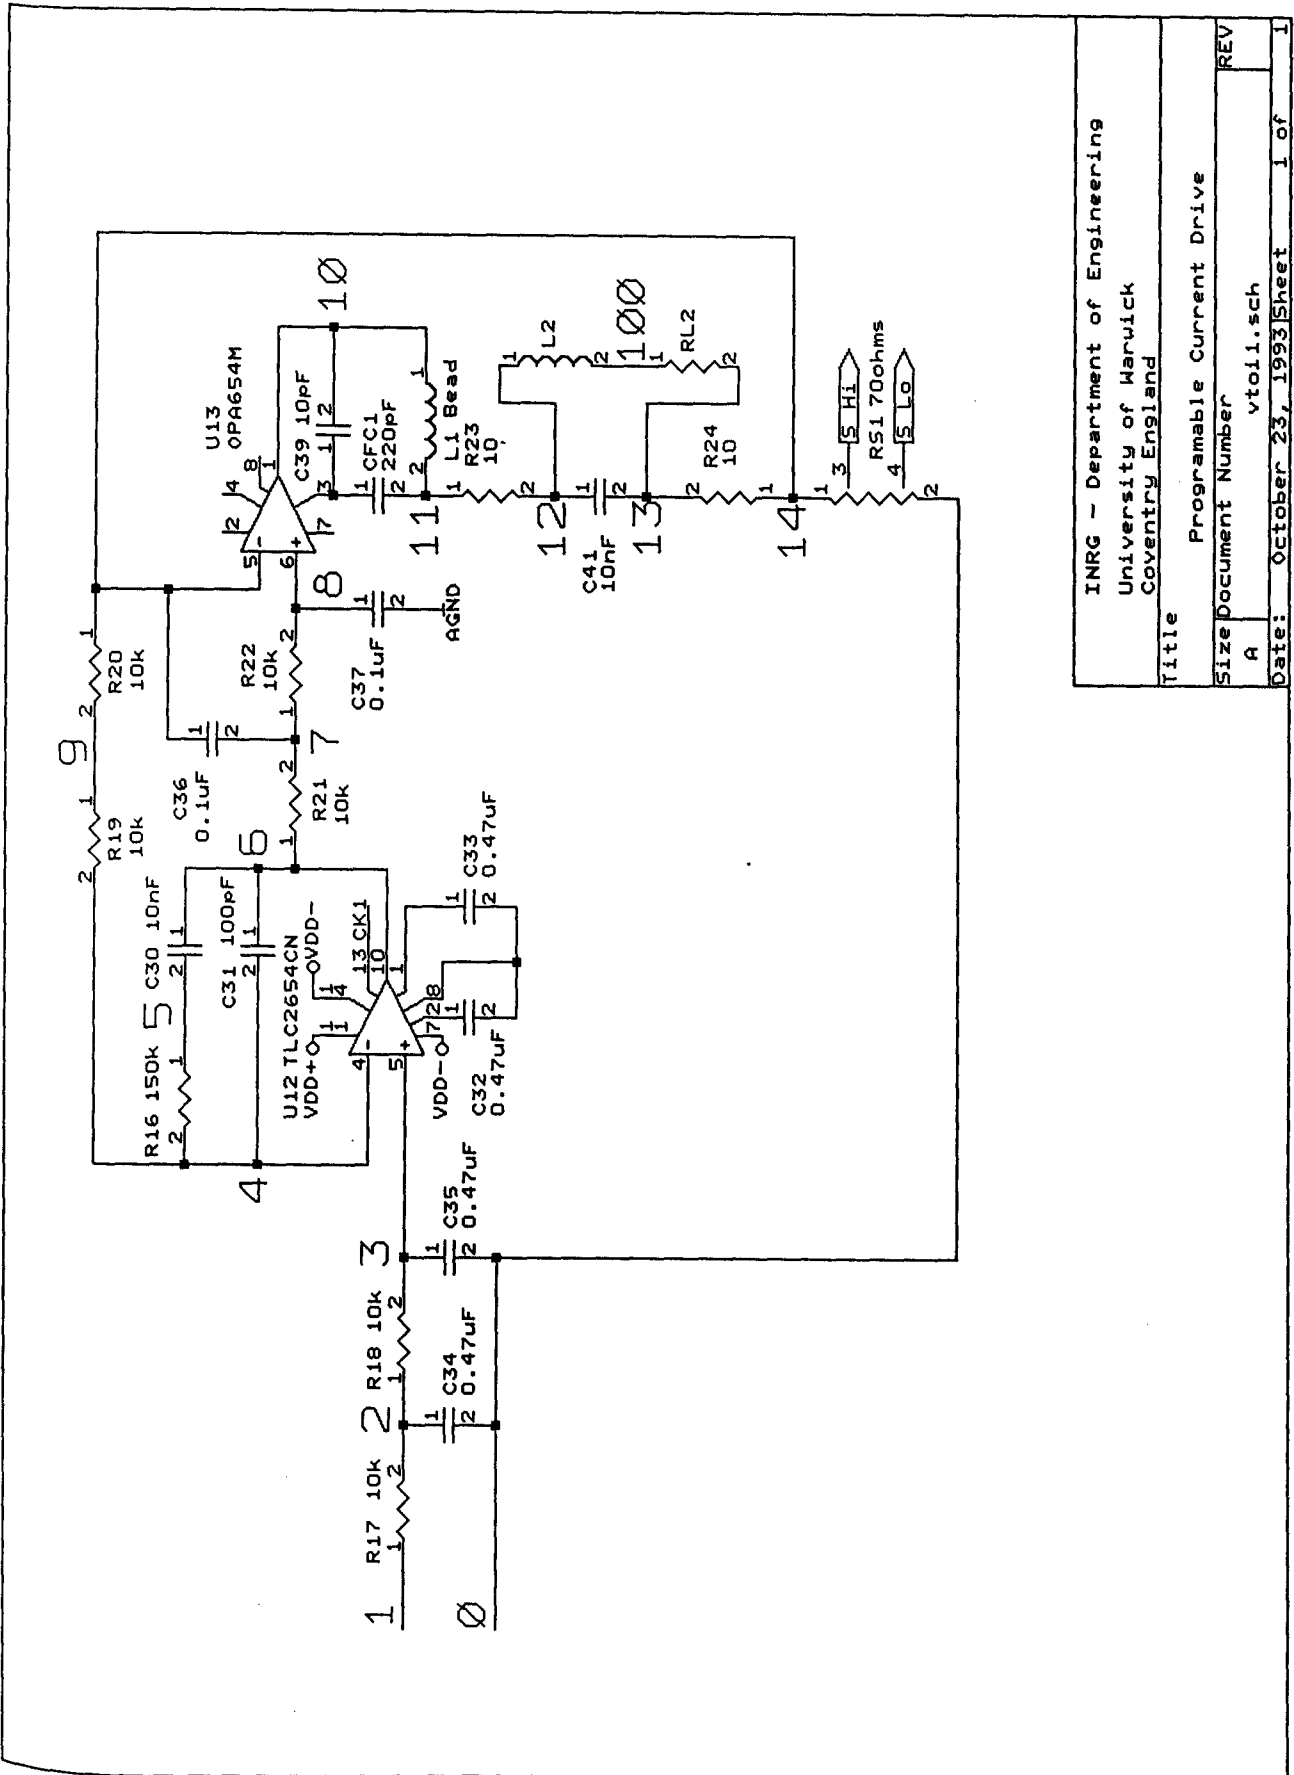 U13
OPA654M
R20
10k
R19
10k
9
C36
0.1uF
R22
10k
R21
10k
7
8
C37
0.1uF
AGND
C39 10pF
10
CFC1
220pF
L1 Bead
11
R23
10
12
C41
10nF
13
L2
100
RL2
R24
10
14
RS1 70ohms
S Hi
S Lo
R16 150k
5
C30 10nF
C31 100pF
6
4
U12 TLC2654CN
VDD+
VDD-
VDD-
13 CK1
C32
0.47uF
C33
0.47uF
1
R17 10k
2
R18 10k
3
C34
0.47uF
C35
0.47uF
0
INRG - Department of Engineering
University of Warwick
Coventry England
Title
Programable Current Drive
Size Document Number REV
A vtoi1.sch
Date: October 23, 1993 Sheet 1 of 1